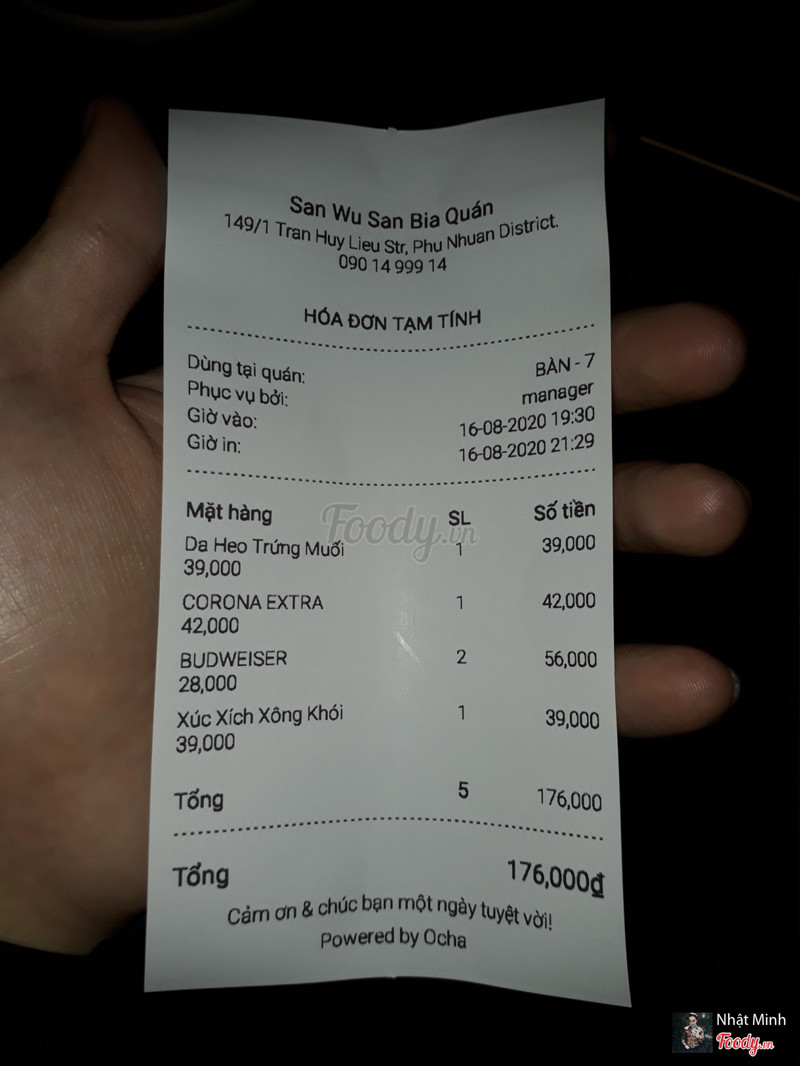 San Wu San Bia Quán
149/1 Tran Huy Lieu Str, Phu Nhuan District.
090 14 999 14
HÓA ĐƠN TẠM TÍNH
Dùng tại quán: BÀN - 7
Phục vụ bởi: manager
Giờ vào: 16-08-2020 19:30
Giờ in: 16-08-2020 21:29
Mặt hàng SL Số tiền
Da Heo Trứng Muối 1 39,000
39,000
CORONA EXTRA 1 42,000
42,000
BUDWEISER 2 56,000
28,000
Xúc Xích Xông Khói 1 39,000
39,000
Tổng 5 176,000
Tổng 176,000₫
Cảm ơn & chúc bạn một ngày tuyệt vời!
Powered by Ocha
Foody.vn
Nhật Minh
Foody.vn